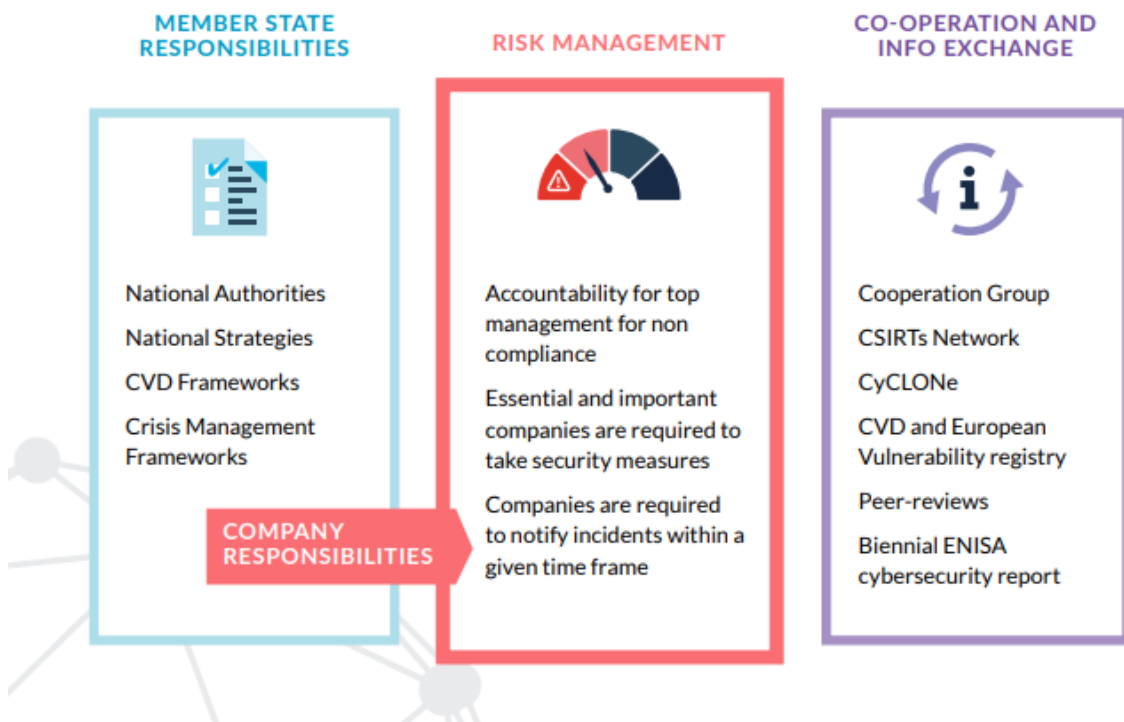 MEMBER STATE
RESPONSIBILITIES
National Authorities
National Strategies
CVD Frameworks
Crisis Management
Frameworks
COMPANY
RESPONSIBILITIES
RISK MANAGEMENT
Accountability for top
management for non
compliance
Essential and important
companies are required to
take security measures
Companies are required
to notify incidents within a
given time frame
CO-OPERATION AND
INFO EXCHANGE
i
Cooperation Group
CSIRTs Network
CyCLONe
CVD and European
Vulnerability registry
Peer-reviews
Biennial ENISA
cybersecurity report